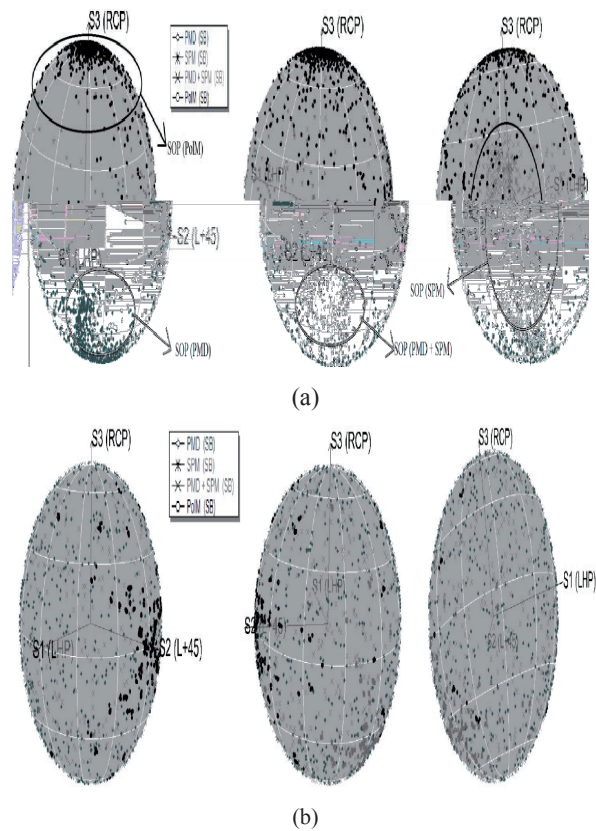 S3 (RCP)
S3 (RCP)
S3 (RCP)
PMD (SB)
SPM (SB)
PMD + SPM (SB)
PolM (SB)
SOP (PolM)
S2 (L+45)
SOP (SPM)
SOP (PMD)
SOP (PMD + SPM)
(a)
S3 (RCP)
S3 (RCP)
S3 (RCP)
PMD (SB)
SPM (SB)
PMD + SPM (SB)
PolM (SB)
S1 (LHP)
S1 (LHP)
S1 (LHP)
S2 (L+45)
S2 (L+45)
(b)